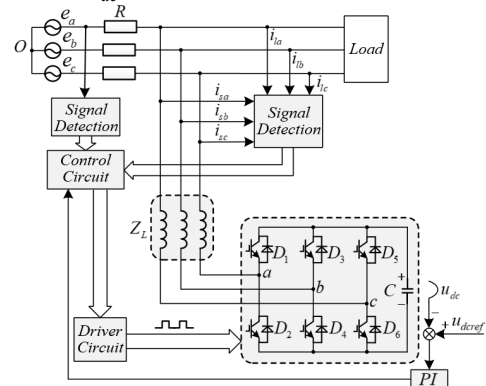 dc
R
e_a
e_b
e_c
O
i_la
i_lb
i_lc
Load
i_sa
i_sb
i_sc
Signal
Detection
Signal
Detection
Control
Circuit
Z_L
D_1
D_3
D_5
a
b
c
C
+
−
u_dc
−
+
u_dcref
D_2
D_4
D_6
Driver
Circuit
PI